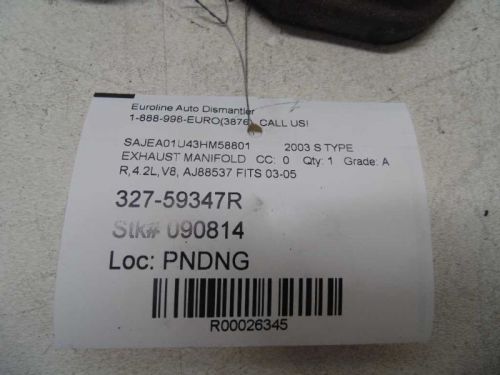 Euroline Auto Dismantler
1-888-998-EURO(3876) CALL US!
SAJEA01U43HM58801 2003 S TYPE
EXHAUST MANIFOLD CC: 0 Qty: 1 Grade: A
R,4.2L,V8, AJ88537 FITS 03-05
327-59347R
Stk# 090814
Loc: PNDNG
R00026345